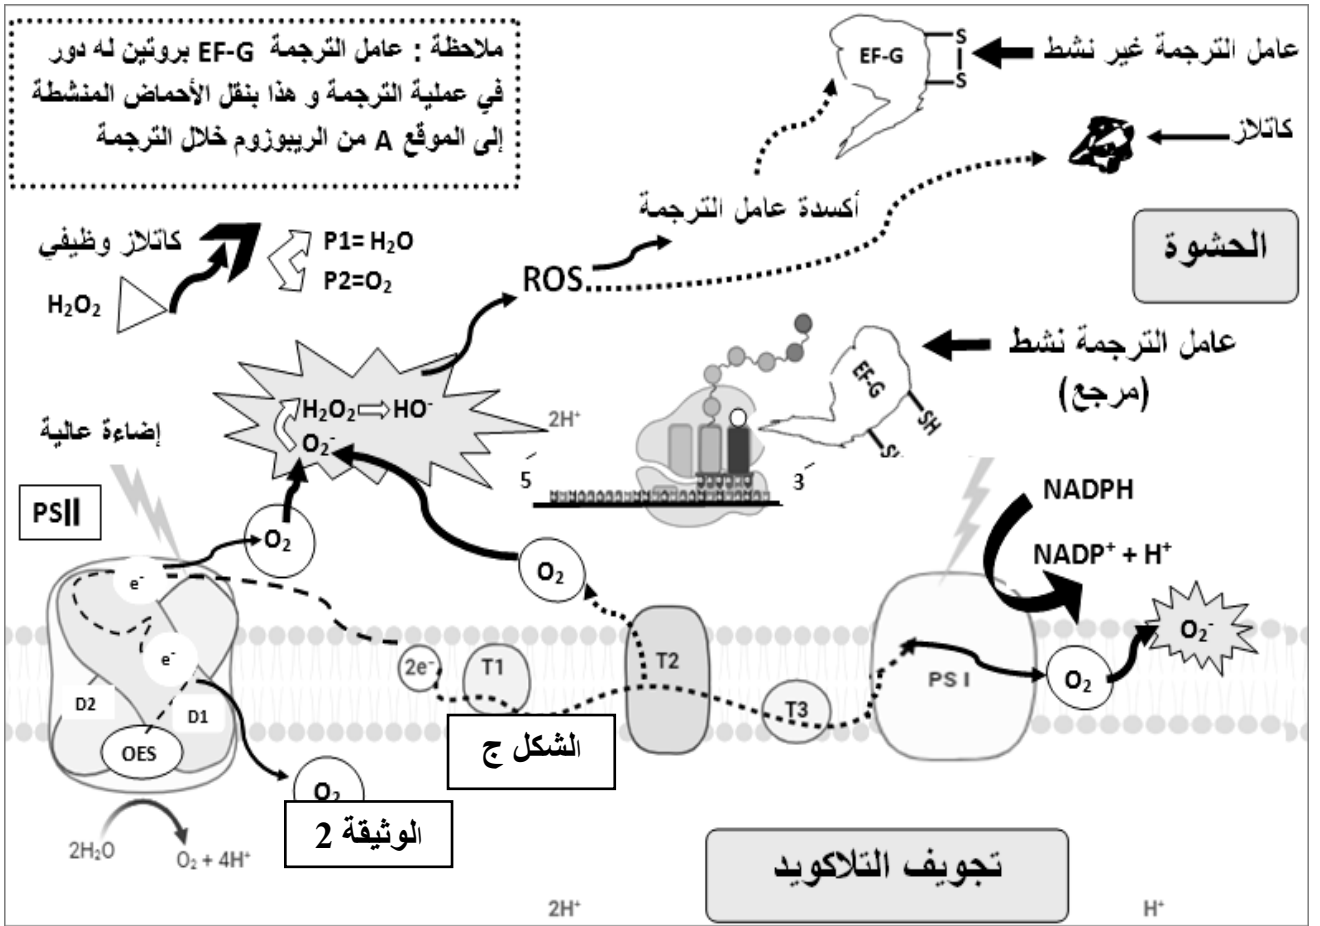 ملاحظة : عامل الترجمة EF-G بروتين له دور
في عملية الترجمة و هذا بنقل الأحماض المنشطة
إلى الموقع A من الريبوزوم خلال الترجمة
EF-G
S
S
عامل الترجمة غير نشط
كاتلاز
أكسدة عامل الترجمة
الحشوة
كاتلاز وظيفي
P1= H₂O
P2=O₂
H₂O₂
ROS
عامل الترجمة نشط
(مرجع)
EF-G
SH
H₂O₂
HO⁻
O₂⁻
2H⁺
إضاءة عالية
5´
3´
PSII
O₂
O₂
NADPH
NADP⁺ + H⁺
e⁻
e⁻
2e⁻
T1
T2
T3
PS I
O₂
O₂⁻
D2
D1
OES
الشكل ج
O₂
الوثيقة 2
2H₂O
O₂ + 4H⁺
تجويف التلاكويد
2H⁺
H⁺